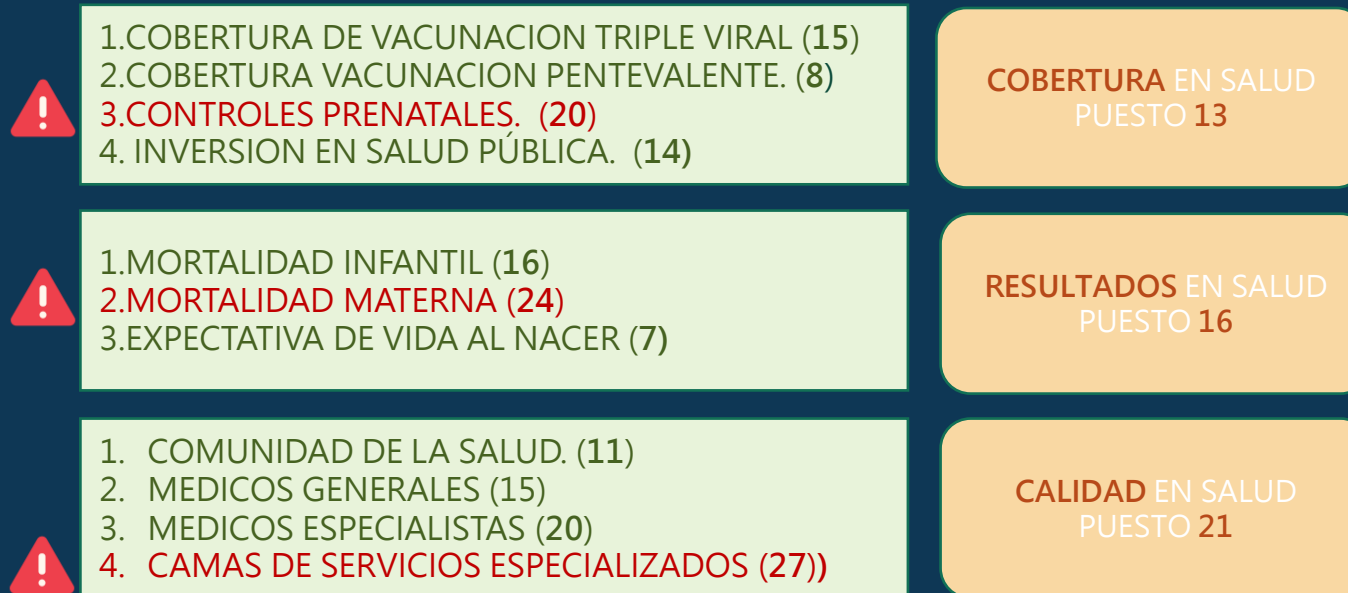 1.COBERTURA DE VACUNACION TRIPLE VIRAL (15)
2.COBERTURA VACUNACION PENTEVALENTE. (8)
3.CONTROLES PRENATALES. (20)
4. INVERSION EN SALUD PÚBLICA. (14)
COBERTURA EN SALUD
PUESTO 13
1.MORTALIDAD INFANTIL (16)
2.MORTALIDAD MATERNA (24)
3.EXPECTATIVA DE VIDA AL NACER (7)
RESULTADOS EN SALUD
PUESTO 16
1. COMUNIDAD DE LA SALUD. (11)
2. MEDICOS GENERALES (15)
3. MEDICOS ESPECIALISTAS (20)
4. CAMAS DE SERVICIOS ESPECIALIZADOS (27))
CALIDAD EN SALUD
PUESTO 21